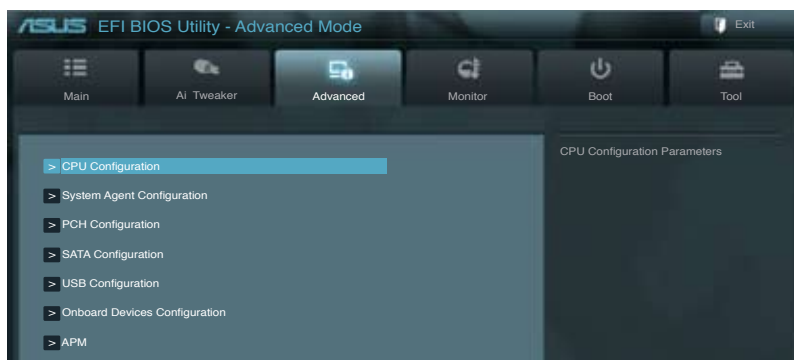 ASUS EFI BIOS Utility - Advanced Mode
Exit
Main
Ai Tweaker
Advanced
Monitor
Boot
Tool
> CPU Configuration
> System Agent Configuration
> PCH Configuration
> SATA Configuration
> USB Configuration
> Onboard Devices Configuration
> APM
CPU Configuration Parameters